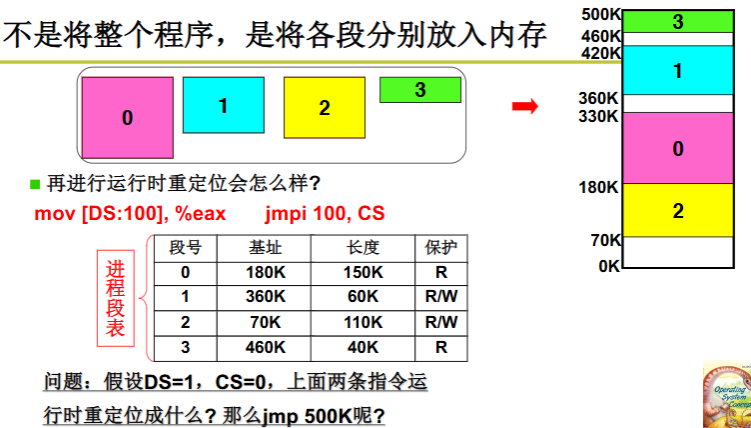 不是将整个程序，是将各段分别放入内存
0
1
2
3
500K
460K
420K
360K
330K
180K
70K
0K
3
1
0
2
再进行运行时重定位会怎么样?
mov [DS:100], %eax jmpi 100, CS
进程段表
段号 基址 长度 保护
0 180K 150K R
1 360K 60K R/W
2 70K 110K R/W
3 460K 40K R
问题：假设DS=1，CS=0，上面两条指令运
行时重定位成什么? 那么jmp 500K呢?
Operating
System
Concepts